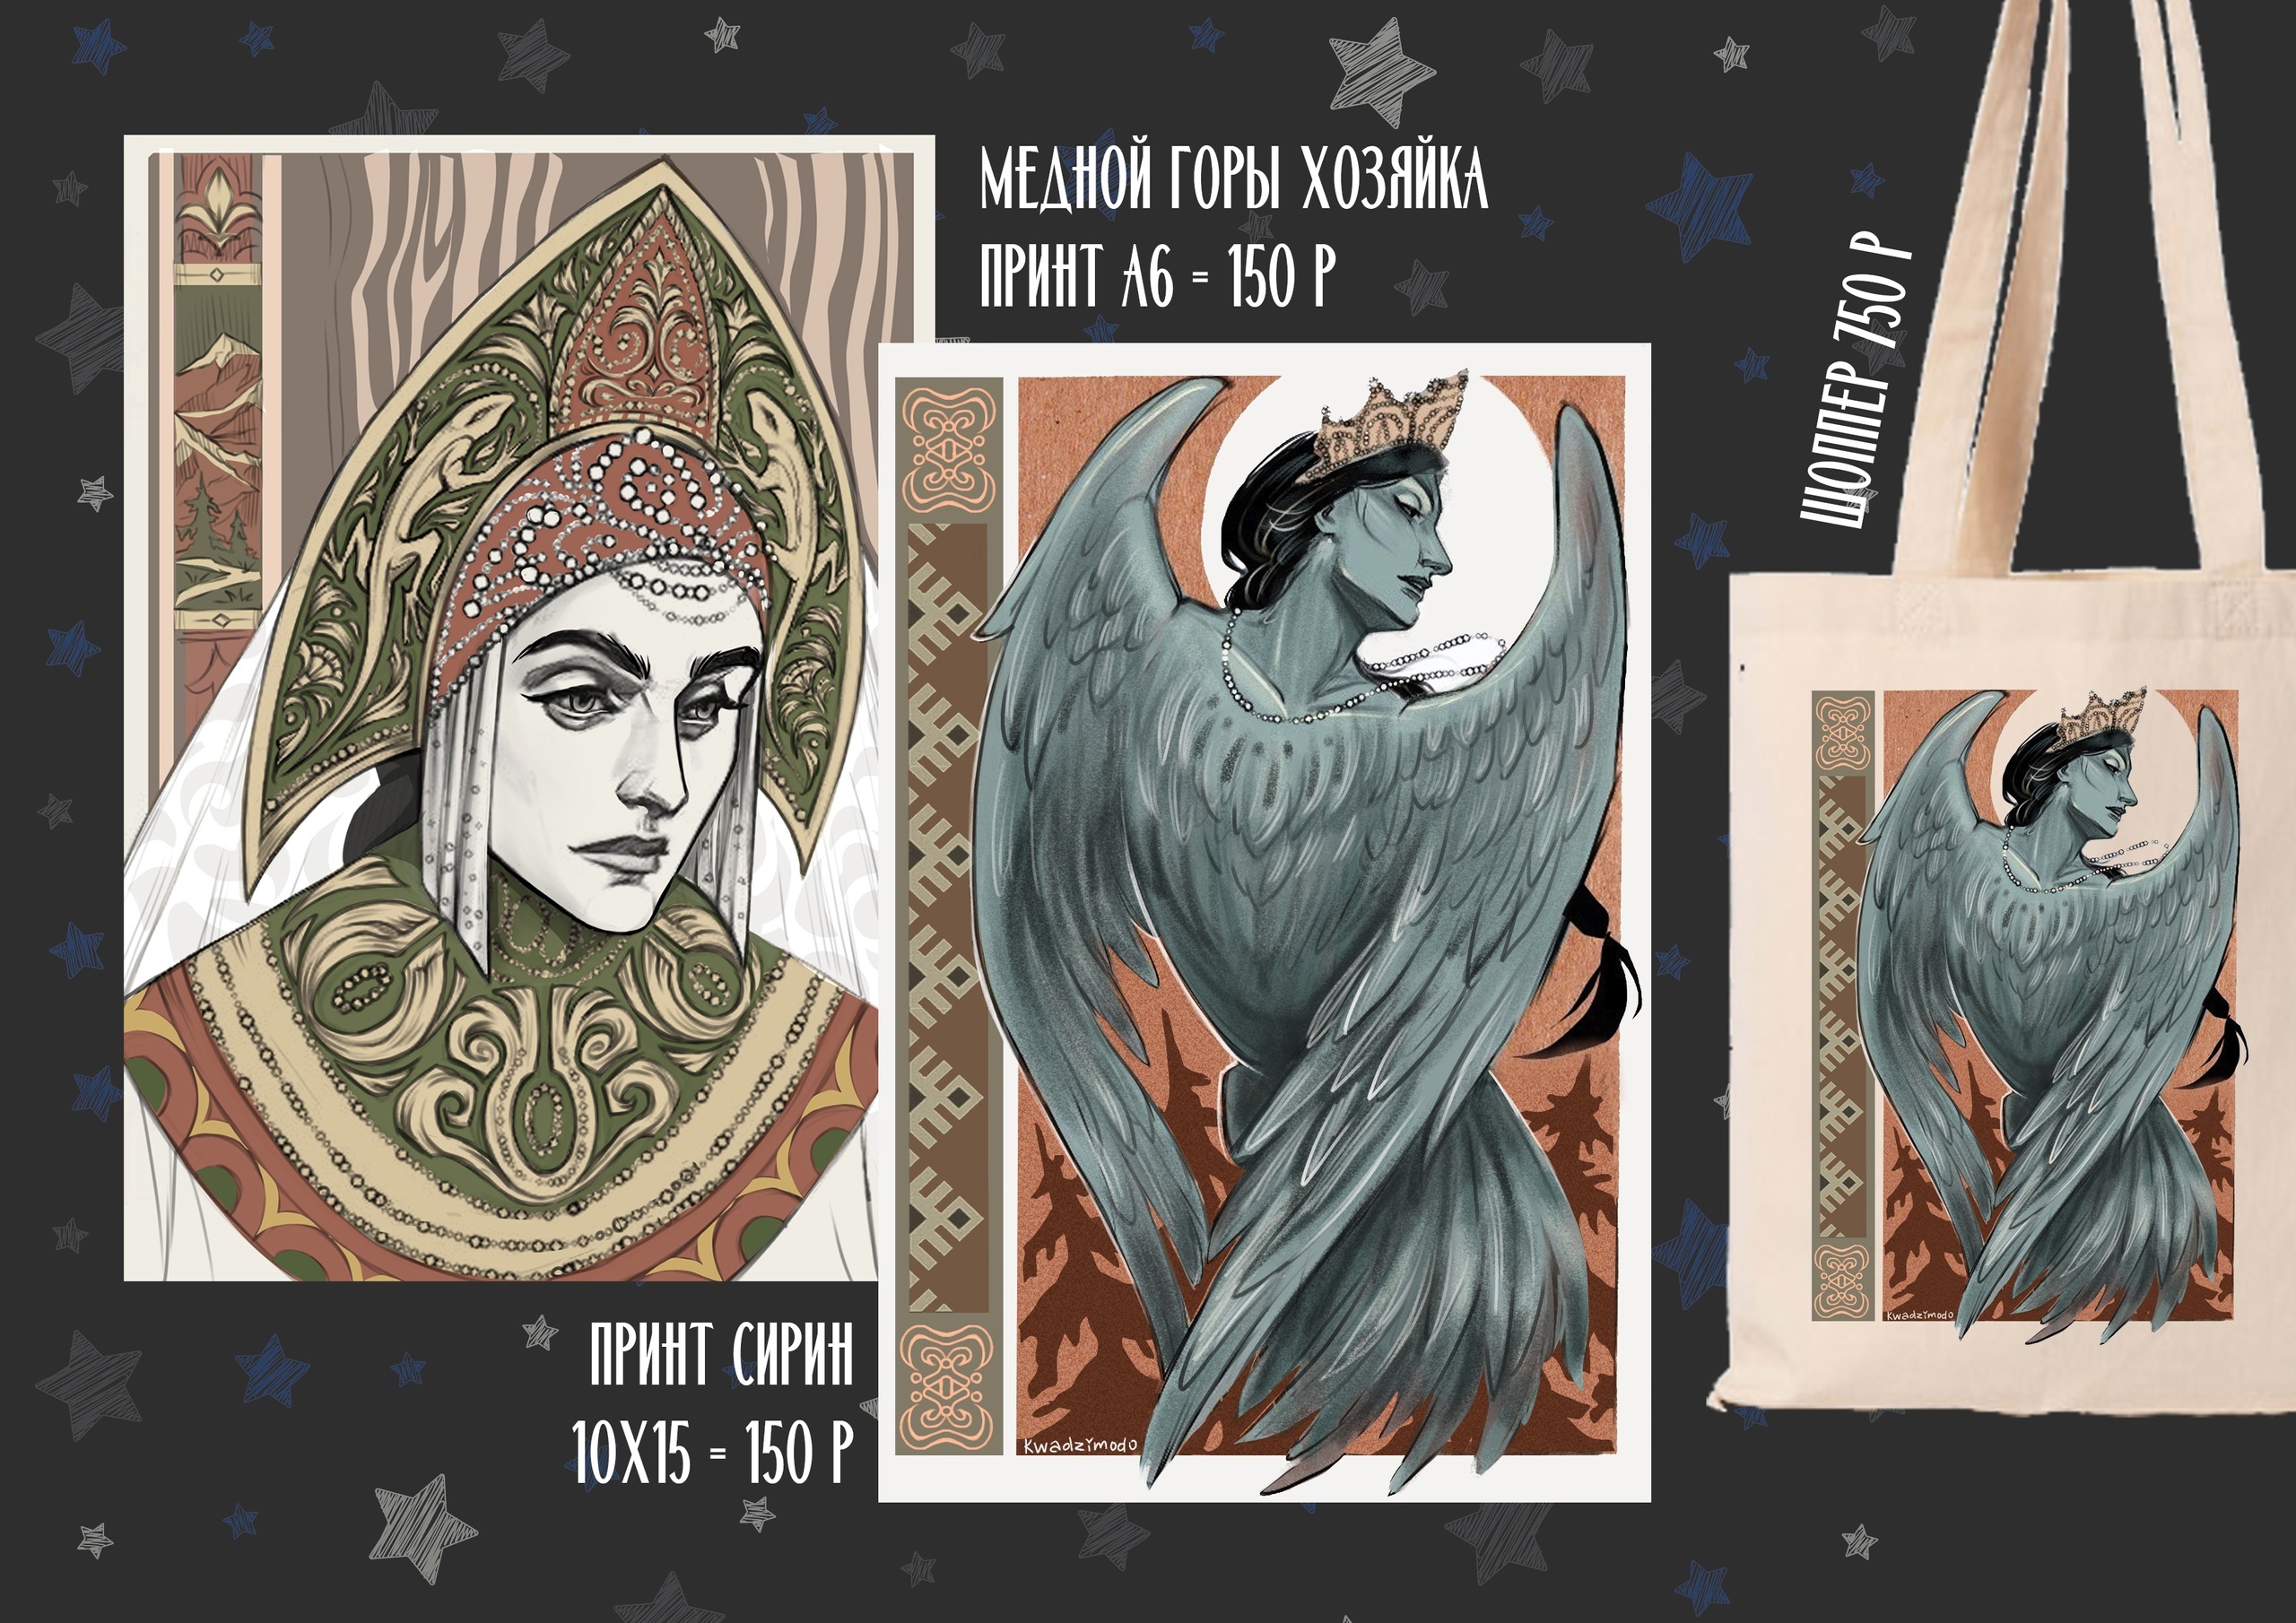 МЕДНОЙ ГОРЫ ХОЗЯЙКА
ПРИНТ А6 = 150 Р
ШОППЕР 750 Р
ПРИНТ СИРИН
10Х15 = 150 Р
kwadzimodo
kwadzimodo